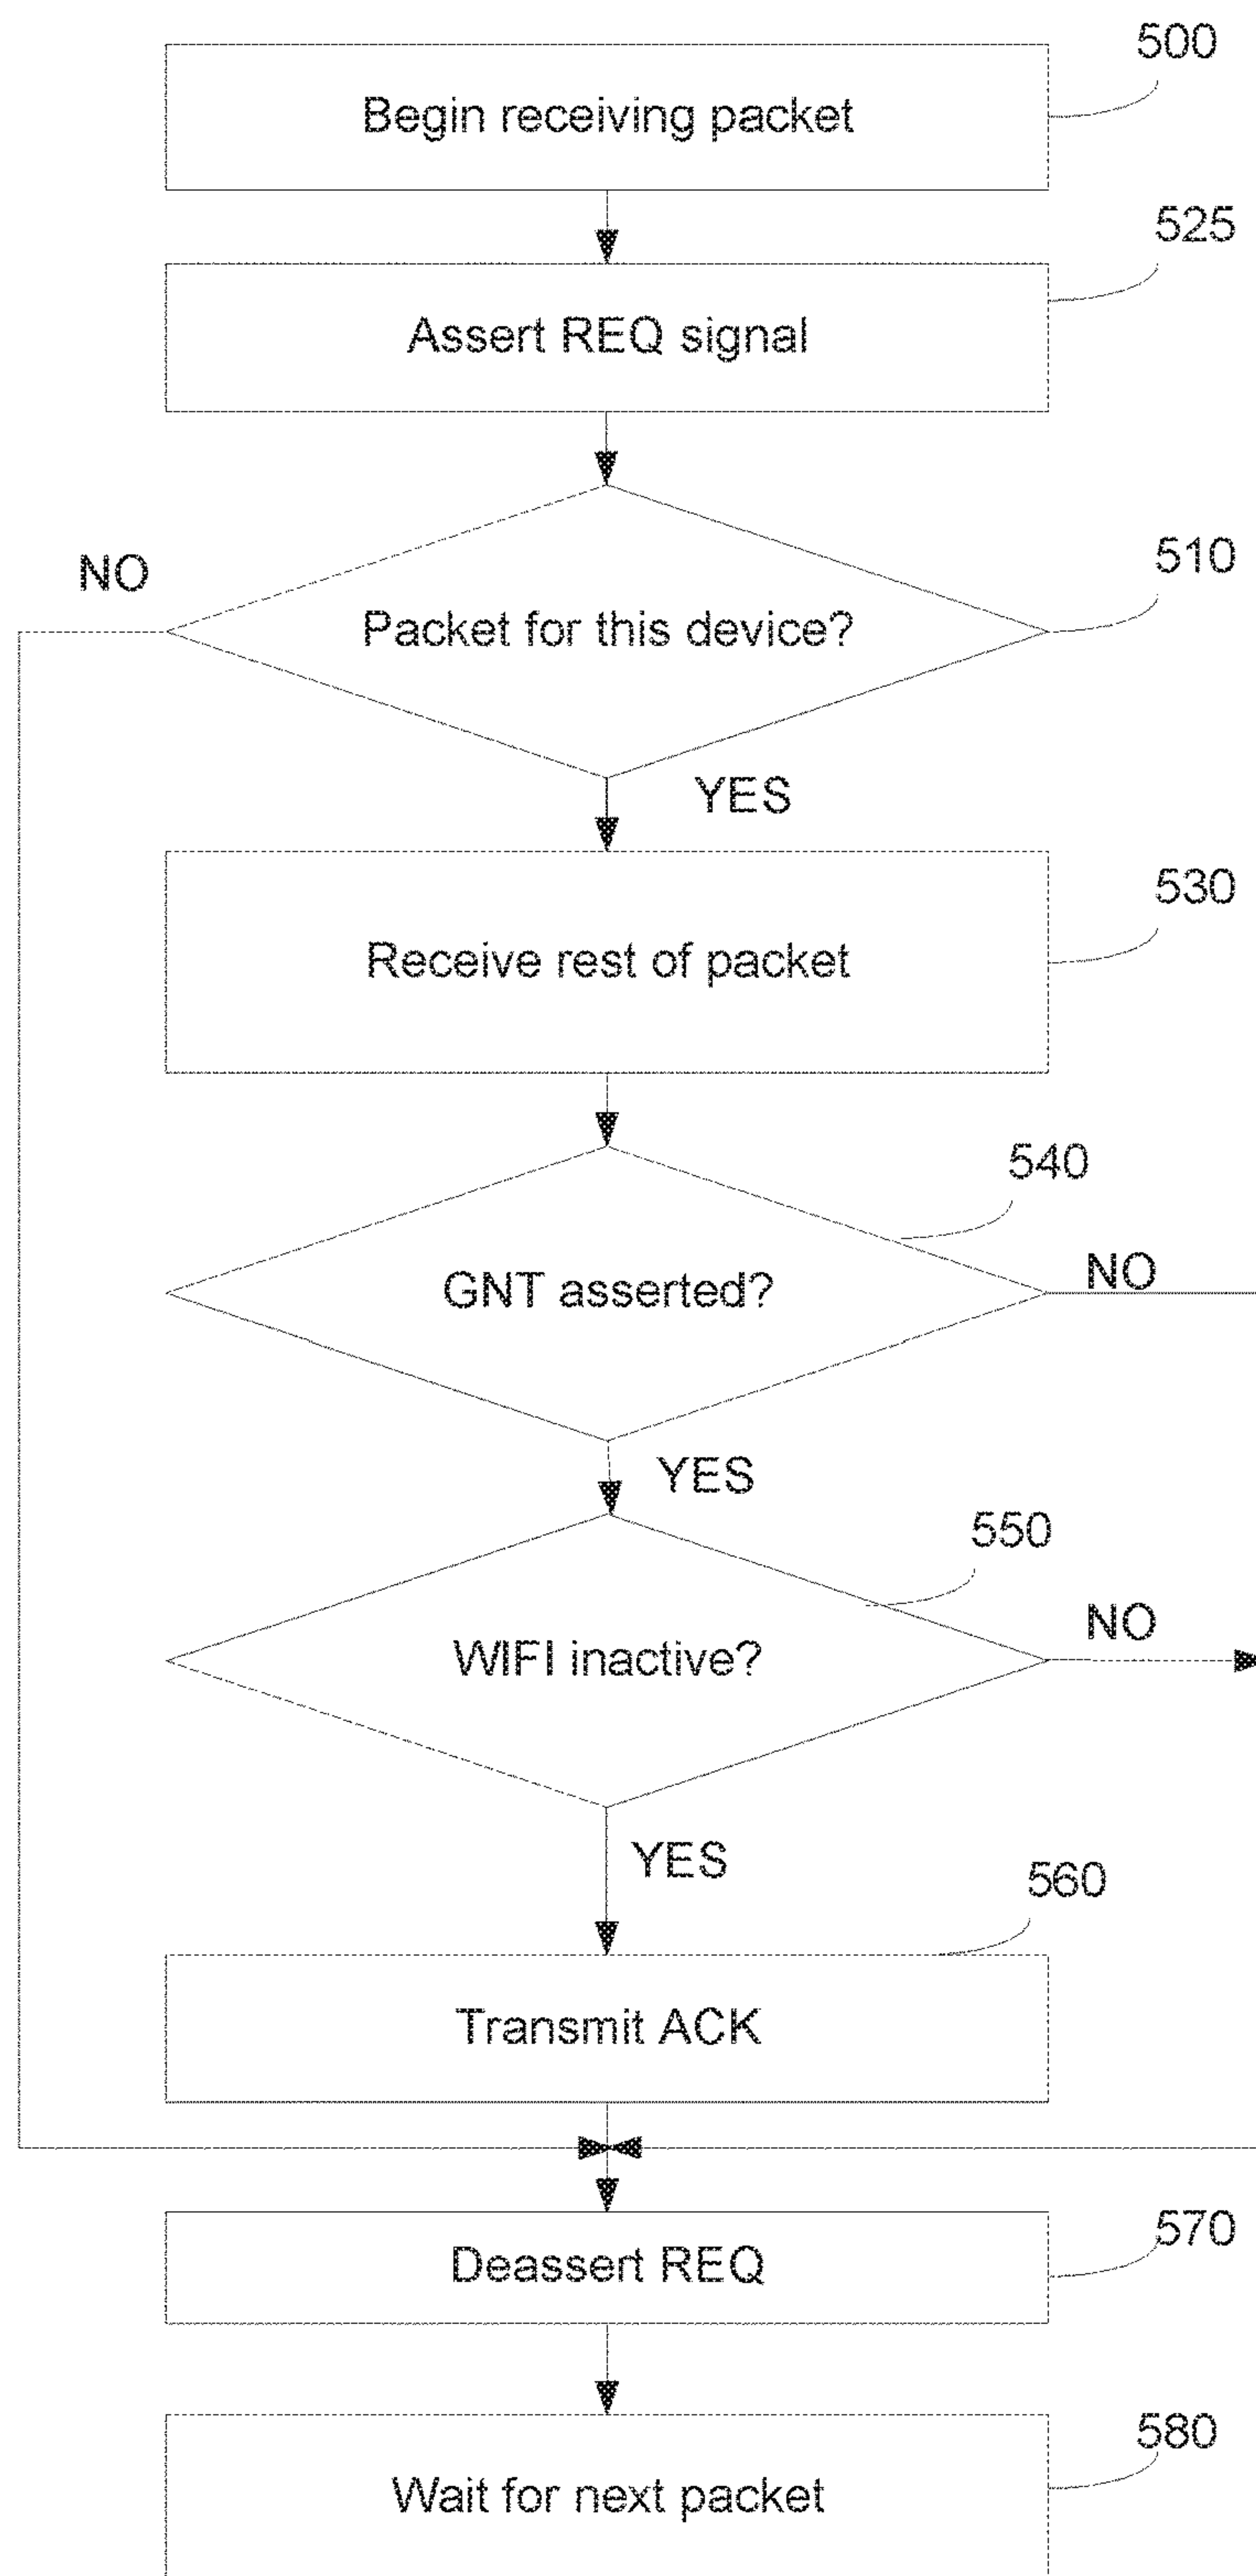 500
Begin receiving packet
525
Assert REQ signal
510
NO
Packet for this device?
YES
530
Receive rest of packet
540
GNT asserted?
NO
YES
550
WIFI inactive?
NO
YES
560
Transmit ACK
570
Deassert REQ
580
Wait for next packet